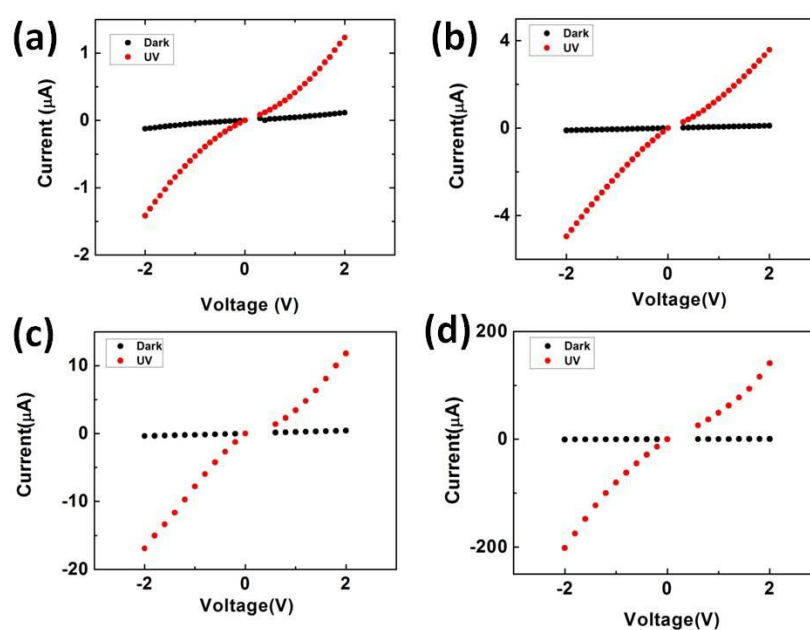 (a)
Dark
UV
1
0
-1
-2
-2
0
2
Current (μA)
Voltage (V)
(b)
Dark
UV
4
0
-4
-2
0
2
Current(μA)
Voltage(V)
(c)
Dark
UV
10
0
-10
-20
-2
0
2
Current(μA)
Voltage(V)
(d)
Dark
UV
200
100
0
-100
-200
-2
0
2
Current(μA)
Voltage(V)